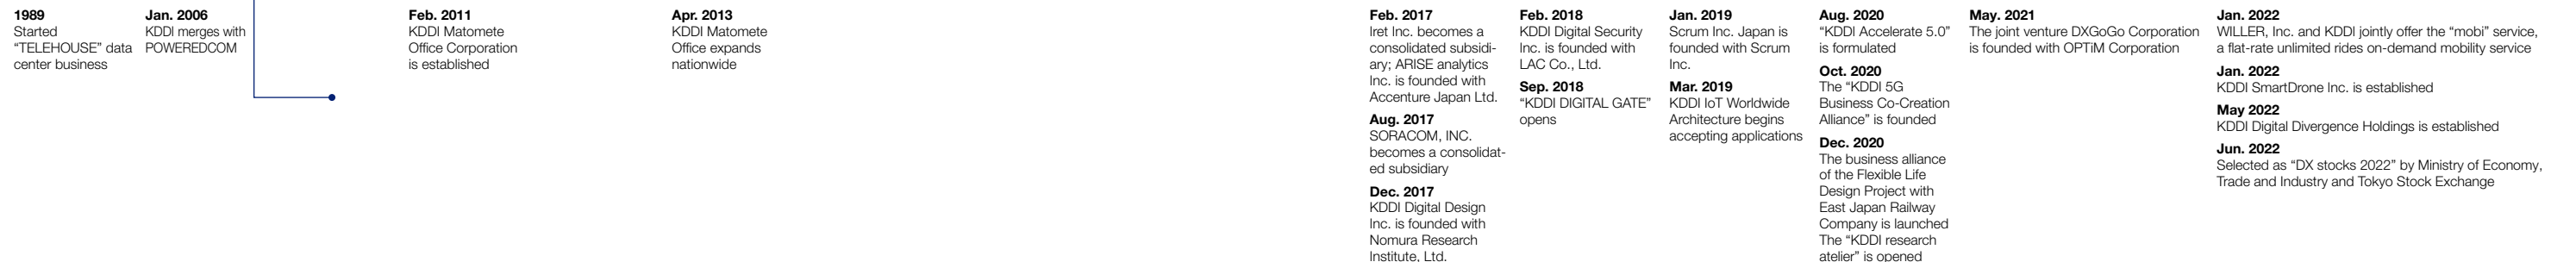 1989
Started
“TELEHOUSE” data
center business
Jan. 2006
KDDI merges with
POWEREDCOM
Feb. 2011
KDDI Matomete
Office Corporation
is established
Apr. 2013
KDDI Matomete
Office expands
nationwide
Feb. 2017
Iret Inc. becomes a
consolidated subsidi-
ary; ARISE analytics
Inc. is founded with
Accenture Japan Ltd.
Aug. 2017
SORACOM, INC.
becomes a consolidat-
ed subsidiary
Dec. 2017
KDDI Digital Design
Inc. is founded with
Nomura Research
Institute, Ltd.
Feb. 2018
KDDI Digital Security
Inc. is founded with
LAC Co., Ltd.
Sep. 2018
“KDDI DIGITAL GATE”
opens
Jan. 2019
Scrum Inc. Japan is
founded with Scrum
Inc.
Mar. 2019
KDDI IoT Worldwide
Architecture begins
accepting applications
Aug. 2020
“KDDI Accelerate 5.0”
is formulated
Oct. 2020
The “KDDI 5G
Business Co-Creation
Alliance” is founded
Dec. 2020
The business alliance
of the Flexible Life
Design Project with
East Japan Railway
Company is launched
The “KDDI research
atelier” is opened
May. 2021
The joint venture DXGoGo Corporation
is founded with OPTiM Corporation
Jan. 2022
WILLER, Inc. and KDDI jointly offer the “mobi” service,
a flat-rate unlimited rides on-demand mobility service
Jan. 2022
KDDI SmartDrone Inc. is established
May 2022
KDDI Digital Divergence Holdings is established
Jun. 2022
Selected as “DX stocks 2022” by Ministry of Economy,
Trade and Industry and Tokyo Stock Exchange